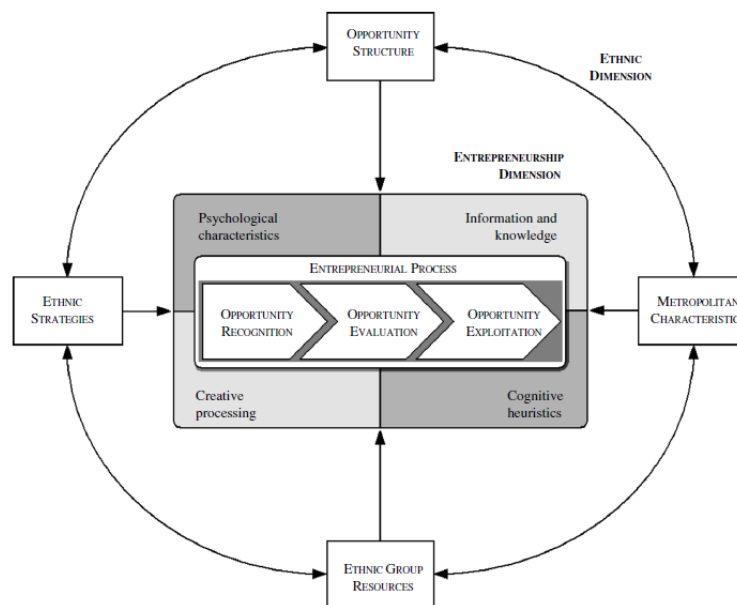 OPPORTUNITY
STRUCTURE
ETHNIC
DIMENSION
ENTREPRENEURSHIP
DIMENSION
Psychological
characteristics
Information and
knowledge
ENTREPRENEURIAL PROCESS
OPPORTUNITY
RECOGNITION
OPPORTUNITY
EVALUATION
OPPORTUNITY
EXPLOITATION
ETHNIC
STRATEGIES
METROPOLITAN
CHARACTERISTIC
Creative
processing
Cognitive
heuristics
ETHNIC GROUP
RESOURCES